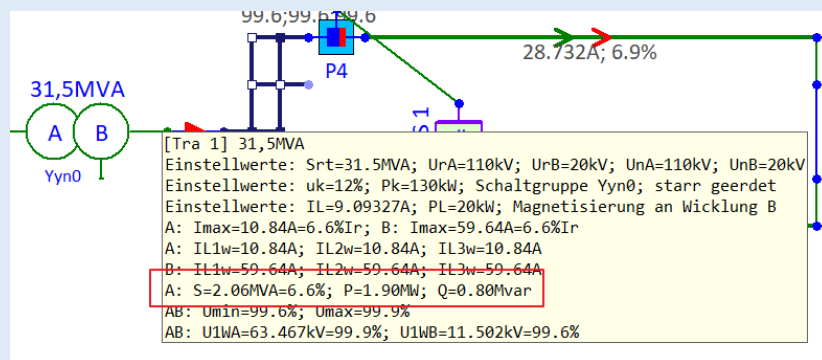 99.6;99.6;99.6
28.732A; 6.9%
P4
31,5MVA
A B
Yyn0
S 1
[Tra 1] 31,5MVA
Einstellwerte: Srt=31.5MVA; UrA=110kV; UrB=20kV; UnA=110kV; UnB=20kV
Einstellwerte: uk=12%; Pk=130kW; Schaltgruppe Yyn0; starr geerdet
Einstellwerte: IL=9.09327A; PL=20kW; Magnetisierung an Wicklung B
A: Imax=10.84A=6.6%Ir; B: Imax=59.64A=6.6%Ir
A: IL1w=10.84A; IL2w=10.84A; IL3w=10.84A
B: IL1w=59.64A; IL2w=59.64A; IL3w=59.64A
A: S=2.06MVA=6.6%; P=1.90MW; Q=0.80Mvar
AB: Umin=99.6%; Umax=99.9%
AB: U1WA=63.467kV=99.9%; U1WB=11.502kV=99.6%